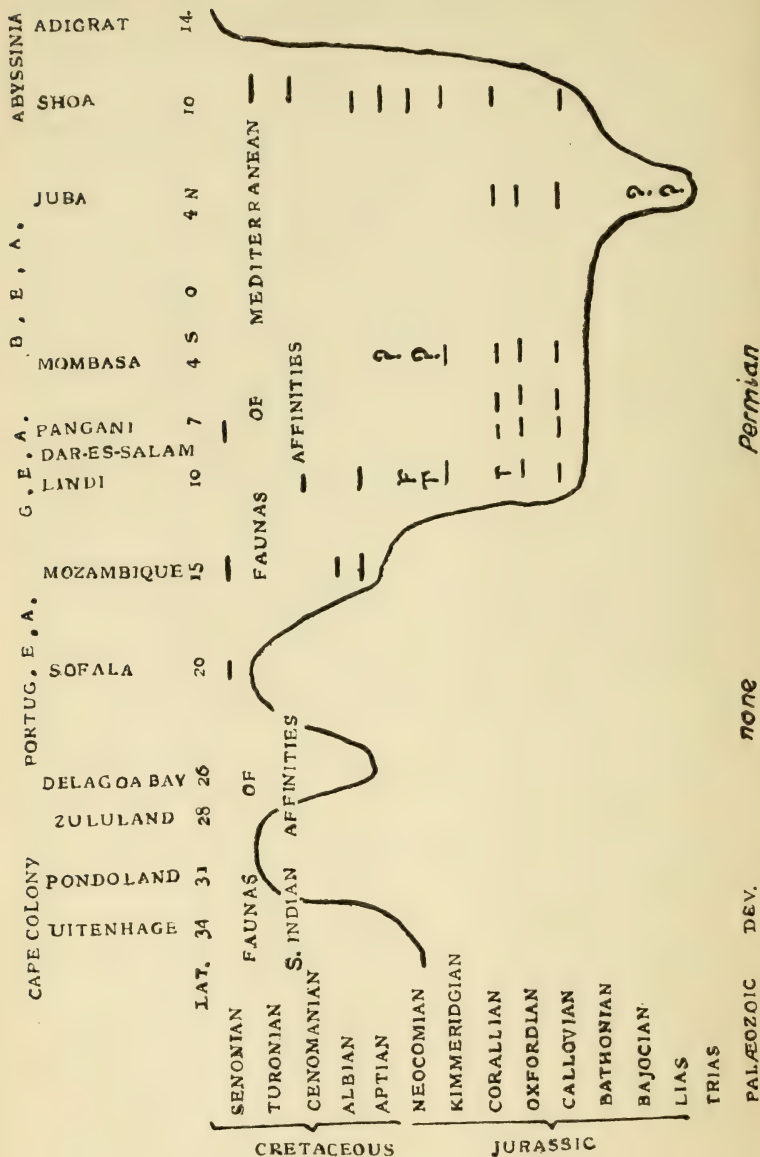 ABYSSINIA
B. E. A.
G. E. A.
PORTUG. E. A.
CAPE COLONY
ADIGRAT 14.
SHOA 10
JUBA 4 N
0
MOMBASA 4 S
PANGANI 7
DAR-ES-SALAM
LINDI 10
MOZAMBIQUE 15
SOFALA 20
DELAGOA BAY 26
ZULULAND 28
PONDOLAND 31
UITENHAGE 34
LAT.
FAUNAS OF MEDITERRANEAN
AFFINITIES
FAUNAS OF
S. INDIAN AFFINITIES
? ?
? ?
F
T
T
SENONIAN
TURONIAN
CENOMANIAN
ALBIAN
APTIAN
NEOCOMIAN
KIMMERIDGIAN
CORALLIAN
OXFORDIAN
CALLOVIAN
BATHONIAN
BAJOCIAN
LIAS
TRIAS
PALÆOZOIC DEV. none Permian
CRETACEOUS
JURASSIC